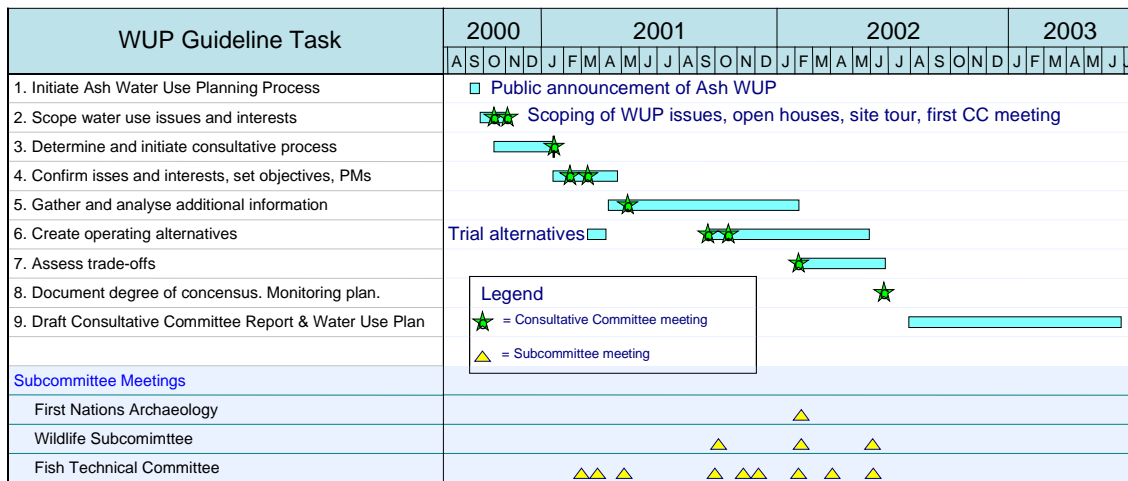 WUP Guideline Task
2000 2001 2002 2003
A S O N D J F M A M J J A S O N D J F M A M J J A S O N D J F M A M J J
1. Initiate Ash Water Use Planning Process
Public announcement of Ash WUP
2. Scope water use issues and interests
Scoping of WUP issues, open houses, site tour, first CC meeting
3. Determine and initiate consultative process
4. Confirm isses and interests, set objectives, PMs
5. Gather and analyse additional information
6. Create operating alternatives
Trial alternatives
7. Assess trade-offs
8. Document degree of concensus. Monitoring plan.
9. Draft Consultative Committee Report & Water Use Plan
Legend
= Consultative Committee meeting
= Subcommittee meeting
Subcommittee Meetings
First Nations Archaeology
Wildlife Subcomimttee
Fish Technical Committee